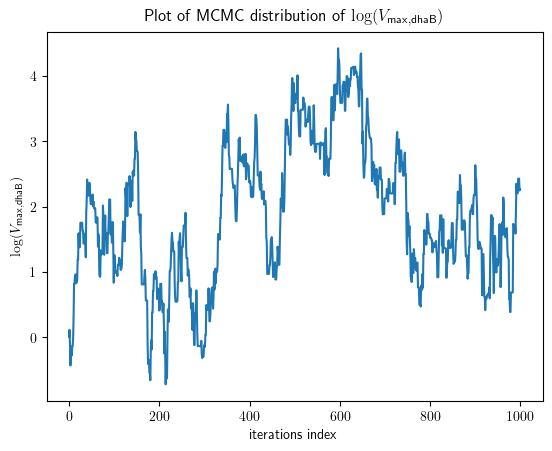 Plot of MCMC distribution of log(V_max,dhaB)
log(V_max,dhaB)
4
3
2
1
0
0 200 400 600 800 1000
iterations index